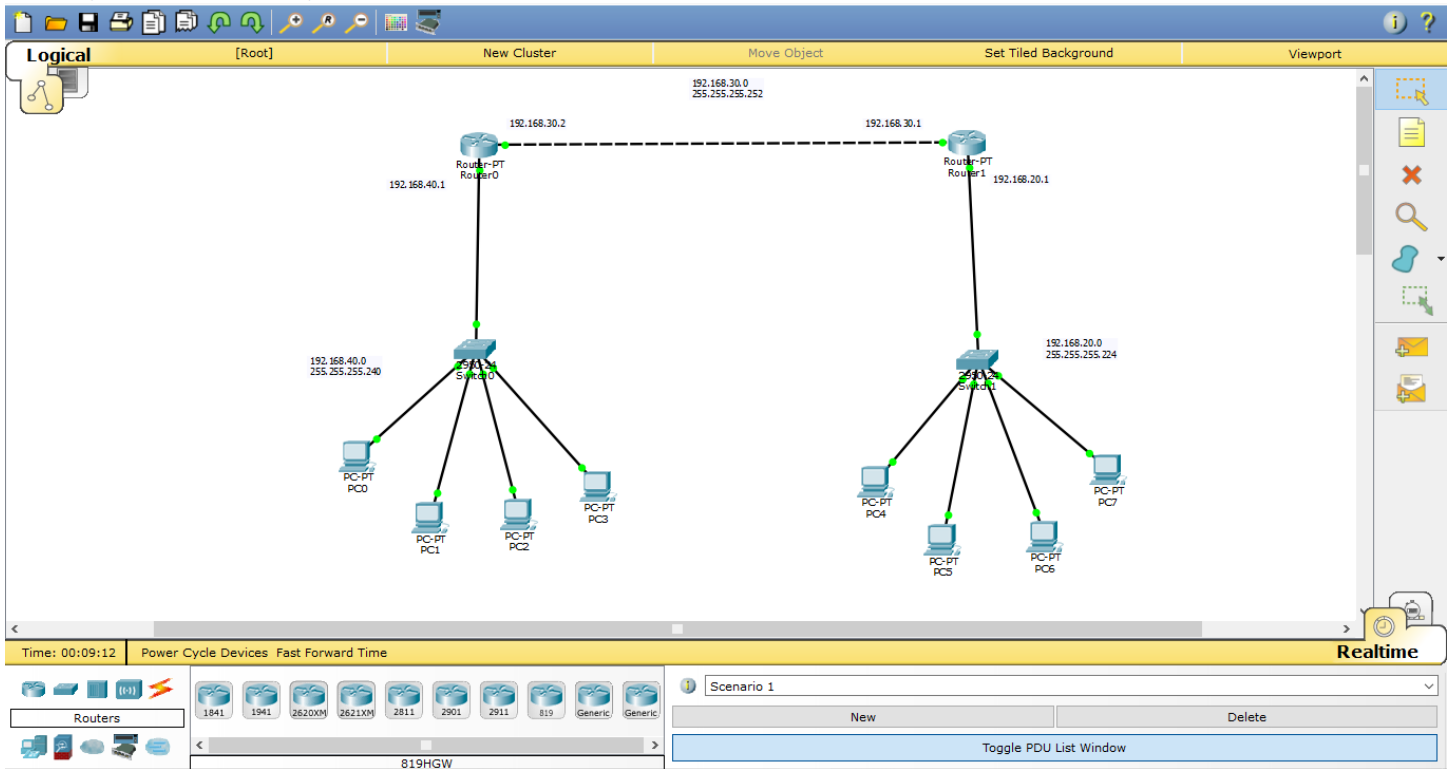 Logical
[Root]
New Cluster
Move Object
Set Tiled Background
Viewport
192.168.30.0
255.255.255.252
192.168.30.2
192.168.30.1
Router-PT
Router0
Router-PT
Router1
192.168.40.1
192.168.20.1
192.168.40.0
255.255.255.240
2950-24
Switch0
192.168.20.0
255.255.255.224
2950-24
Switch1
PC-PT
PC0
PC-PT
PC1
PC-PT
PC2
PC-PT
PC3
PC-PT
PC4
PC-PT
PC5
PC-PT
PC6
PC-PT
PC7
Time: 00:09:12
Power Cycle Devices Fast Forward Time
Realtime
Routers
1841
1941
2620XM
2621XM
2811
2901
2911
819
Generic
Generic
819HGW
Scenario 1
New
Delete
Toggle PDU List Window